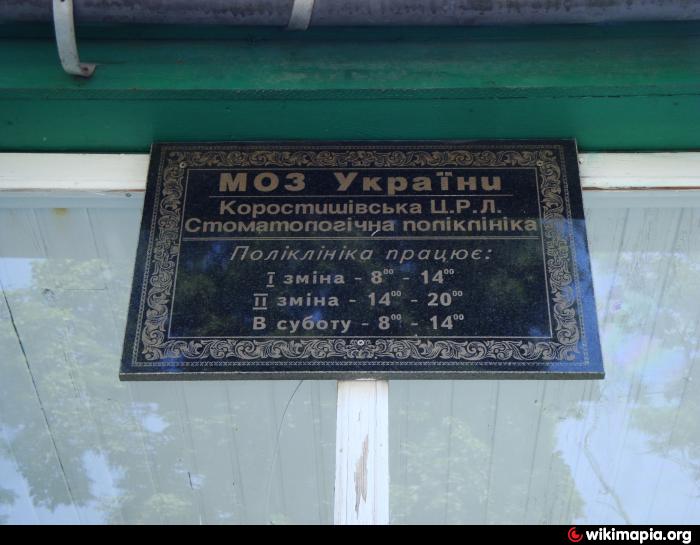 МОЗ України
Коростишівська Ц.Р.Л.
Стоматологічна поліклініка
Поліклініка працює:
I зміна - 8⁰⁰ - 14⁰⁰
II зміна - 14⁰⁰ - 20⁰⁰
В суботу - 8⁰⁰ - 14⁰⁰
wikimapia.org